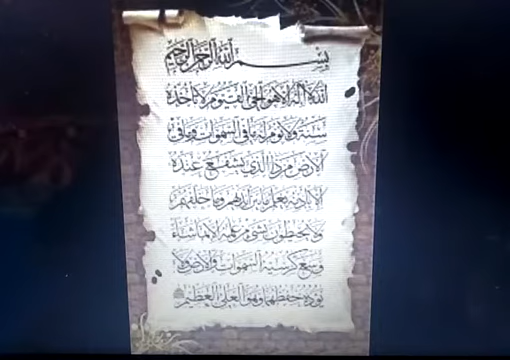 بسم الله الرحمن الرحيم
الله لا إله إلا هو الحي القيوم لا تأخذه
سنة ولا نوم له ما في السموات وما في
الأرض من ذا الذي يشفع عنده
إلا بإذنه يعلم ما بين أيديهم وما خلفهم
ولا يحيطون بشيء من علمه إلا بما شاء
وسع كرسيه السموات والأرض ولا
يؤده حفظهما وهو العلي العظيم